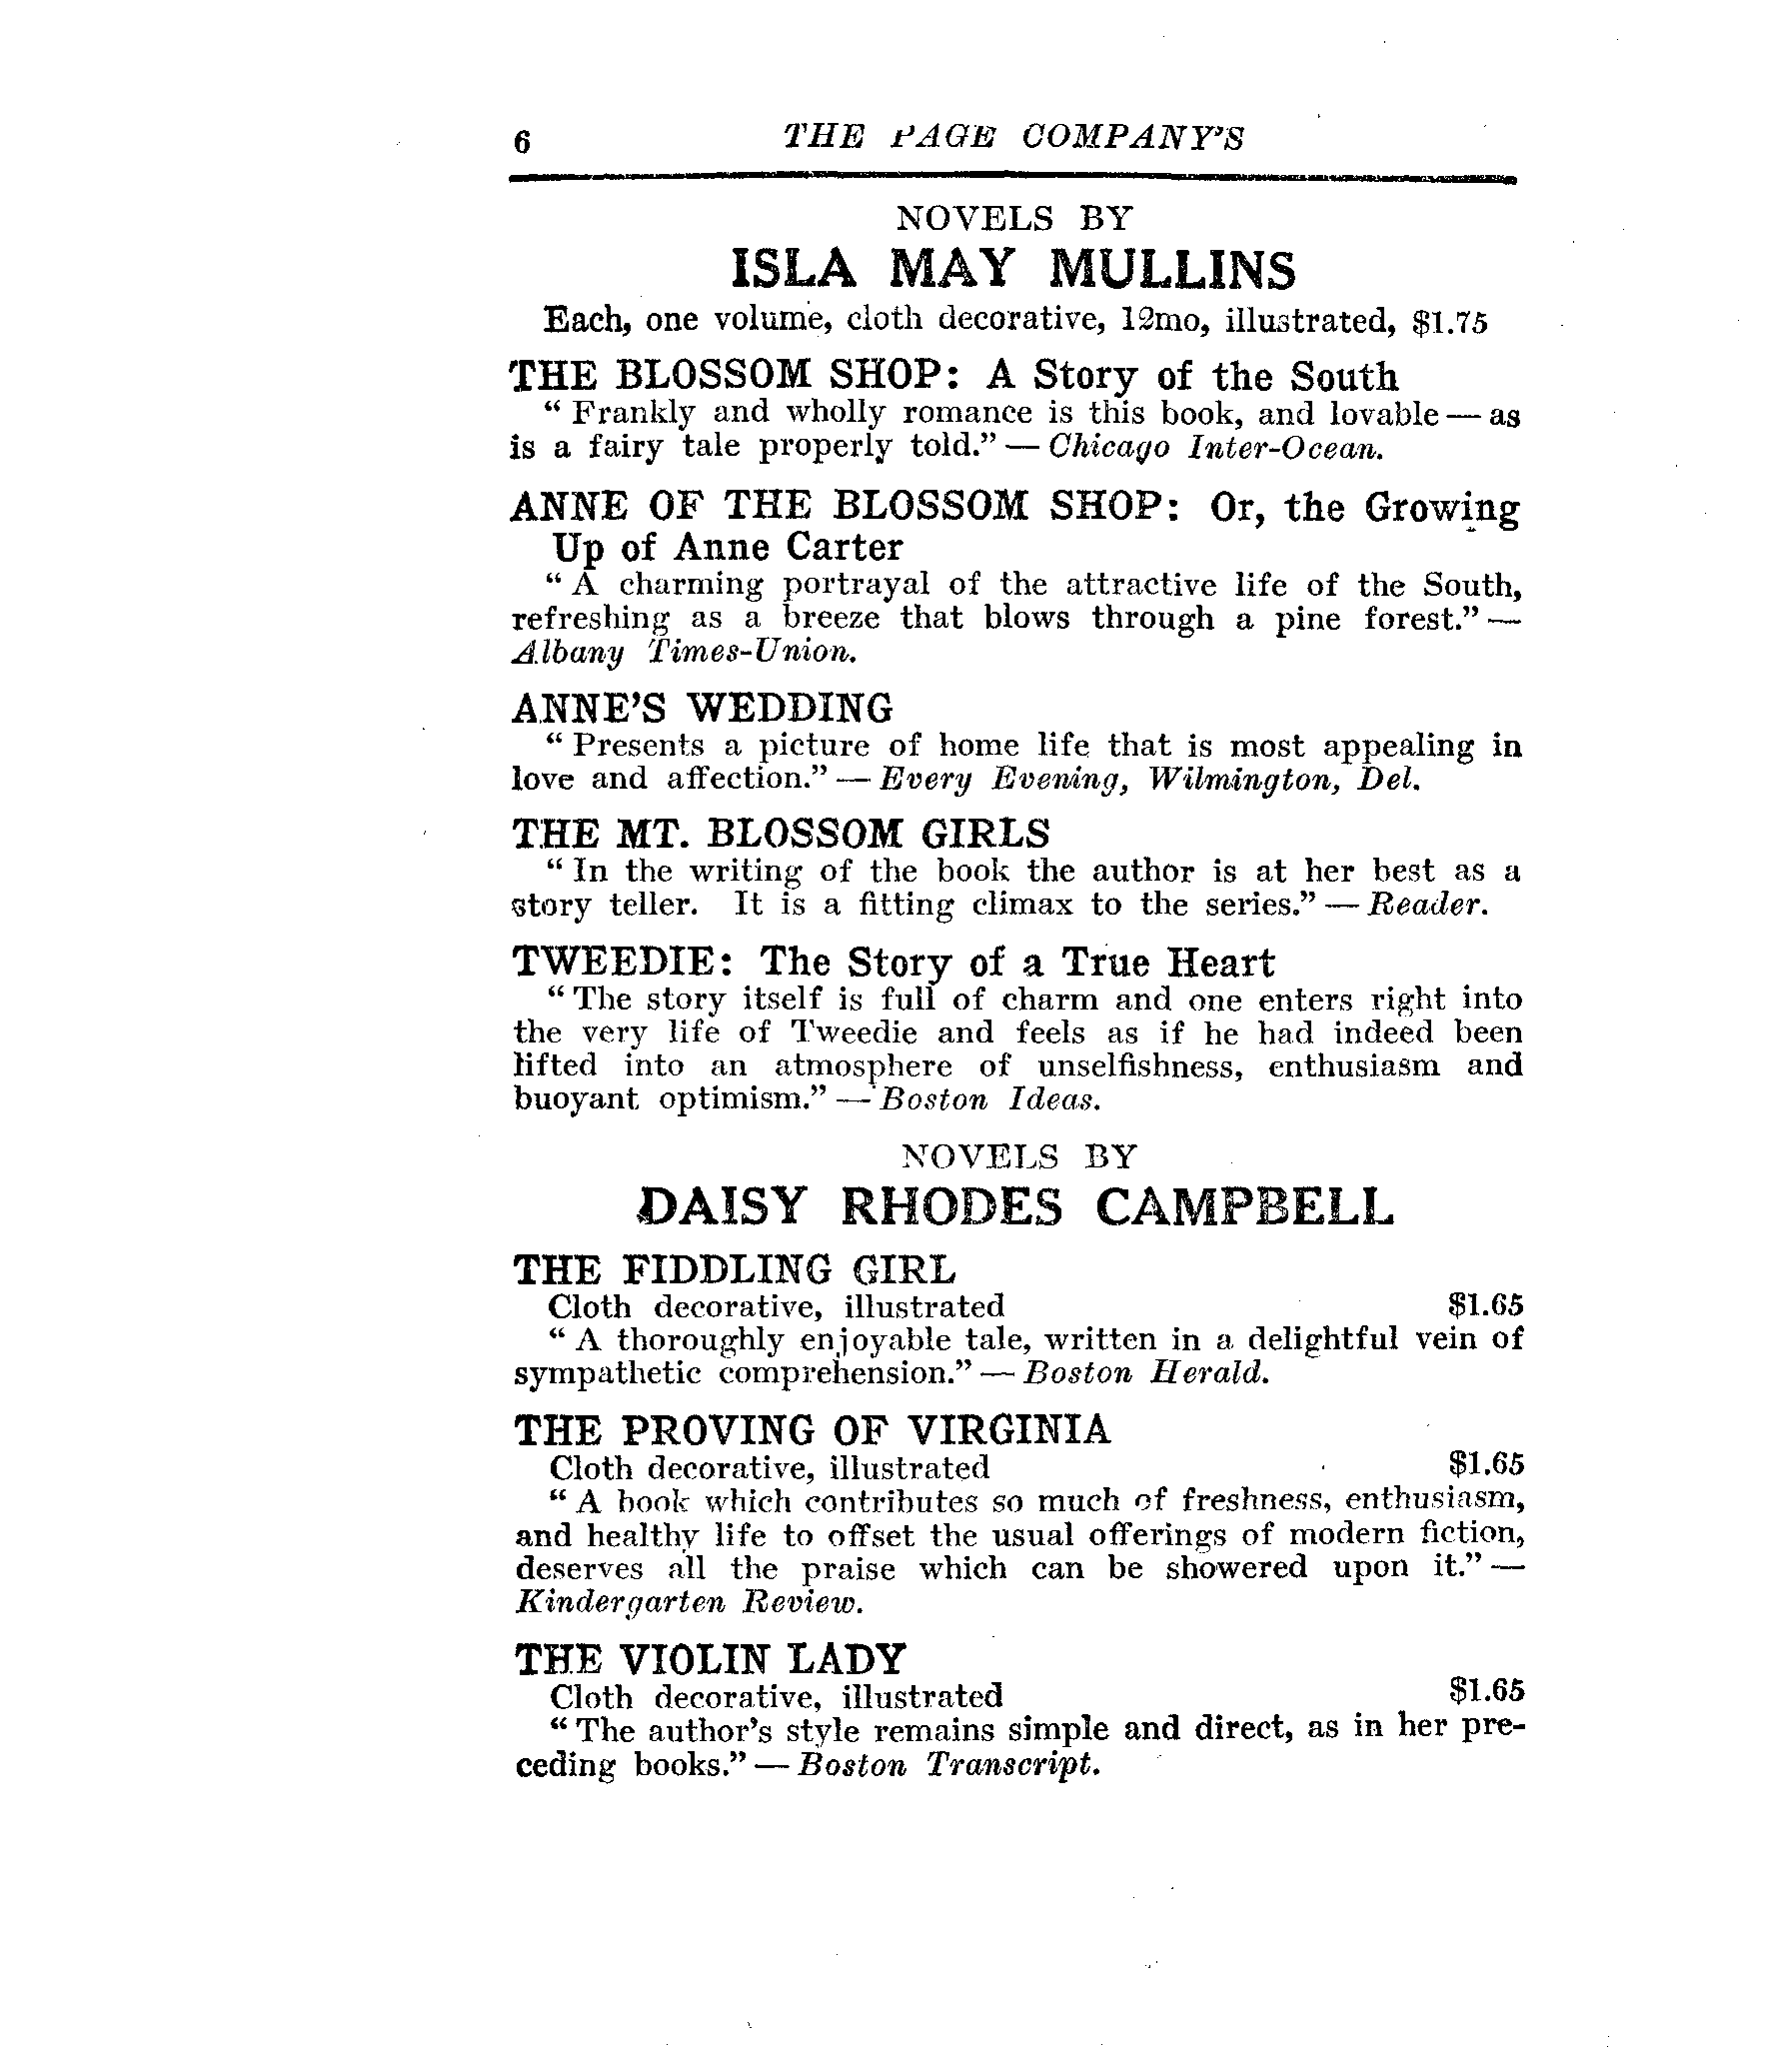 6 THE PAGE COMPANY'S
NOVELS BY
ISLA MAY MULLINS
Each, one volume, cloth decorative, 12mo, illustrated, $1.75
THE BLOSSOM SHOP: A Story of the South
“ Frankly and wholly romance is this book, and lovable — as
is a fairy tale properly told.” — Chicago Inter-Ocean.
ANNE OF THE BLOSSOM SHOP: Or, the Growing
Up of Anne Carter
“ A charming portrayal of the attractive life of the South,
refreshing as a breeze that blows through a pine forest.” —
Albany Times-Union.
ANNE'S WEDDING
“ Presents a picture of home life that is most appealing in
love and affection.” — Every Evening, Wilmington, Del.
THE MT. BLOSSOM GIRLS
“ In the writing of the book the author is at her best as a
story teller. It is a fitting climax to the series.” — Reader.
TWEEDIE: The Story of a True Heart
“ The story itself is full of charm and one enters right into
the very life of Tweedie and feels as if he had indeed been
lifted into an atmosphere of unselfishness, enthusiasm and
buoyant optimism.” — Boston Ideas.
NOVELS BY
DAISY RHODES CAMPBELL
THE FIDDLING GIRL
Cloth decorative, illustrated $1.65
“ A thoroughly enjoyable tale, written in a delightful vein of
sympathetic comprehension.” — Boston Herald.
THE PROVING OF VIRGINIA
Cloth decorative, illustrated $1.65
“ A book which contributes so much of freshness, enthusiasm,
and healthy life to offset the usual offerings of modern fiction,
deserves all the praise which can be showered upon it.” —
Kindergarten Review.
THE VIOLIN LADY
Cloth decorative, illustrated $1.65
“ The author's style remains simple and direct, as in her pre-
ceding books.” — Boston Transcript.